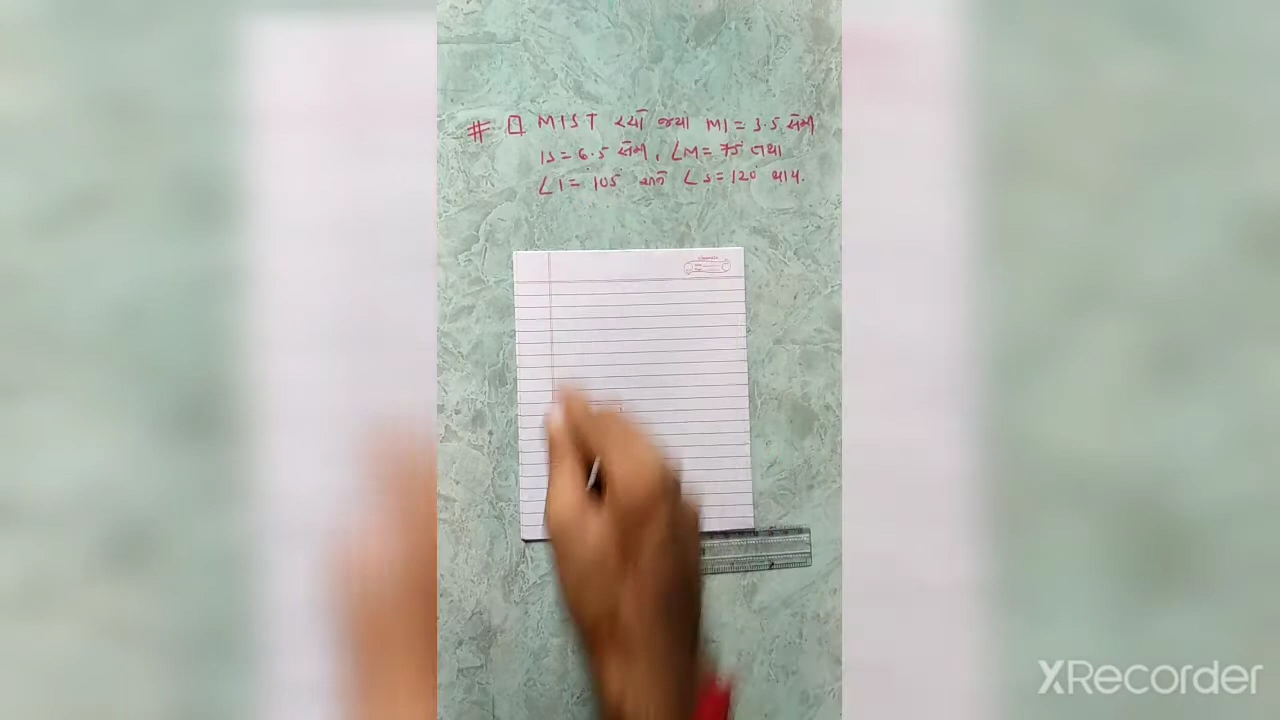 # □ MIST રચો જ્યાં MI = 3.5 સેમી
IS = 6.5 સેમી, ∠M = 75° તથા
∠I = 105° અને ∠S = 120° થાય.
XRecorder